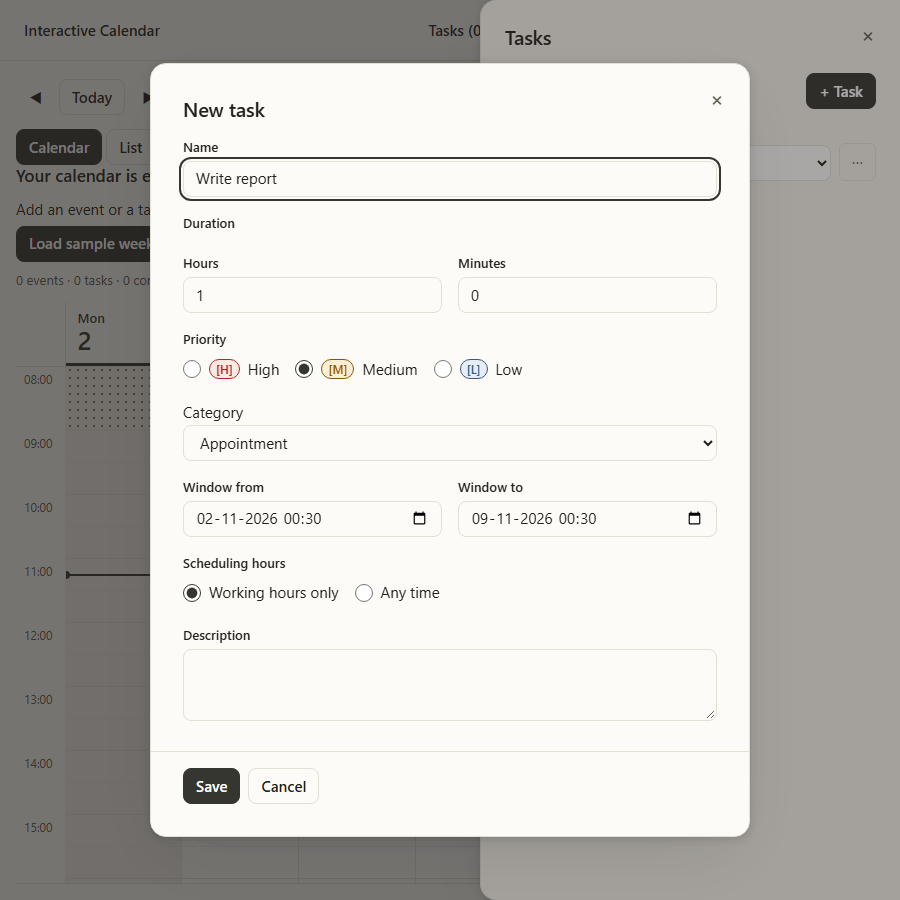 Interactive Calendar
Tasks (0
Tasks
×
◀ Today ▶
+ Task
Calendar
List
...
Your calendar is e
Add an event or a ta
Load sample week
0 events · 0 tasks · 0 con
Mon
2
08:00
09:00
10:00
11:00
12:00
13:00
14:00
15:00
New task
×
Name
Write report
Duration
Hours
Minutes
1
0
Priority
[H] High [M] Medium [L] Low
Category
Appointment
Window from
Window to
02-11-2026 00:30
09-11-2026 00:30
Scheduling hours
Working hours only Any time
Description
Save
Cancel